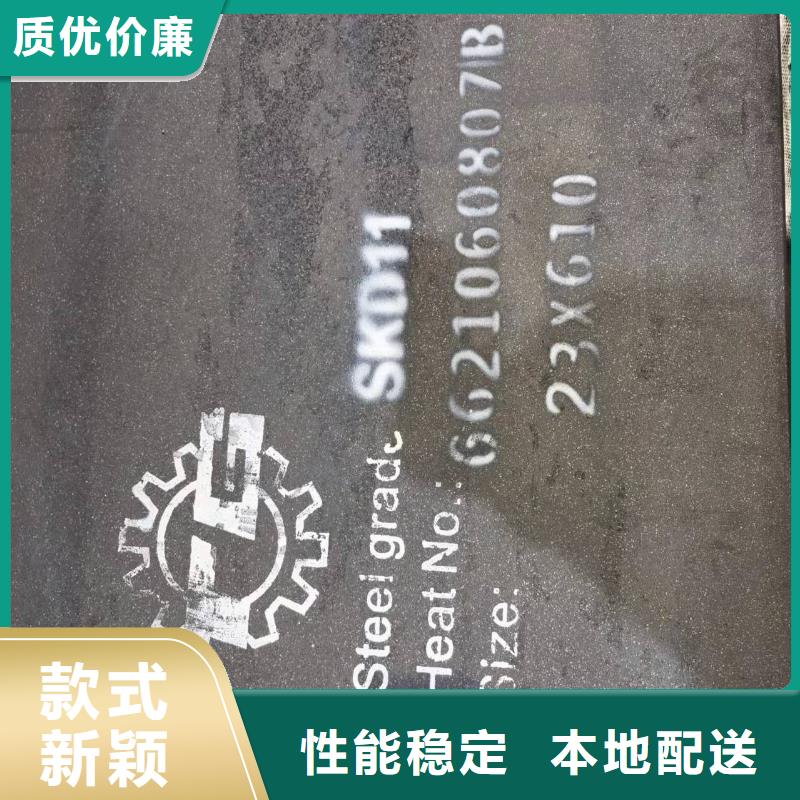 质优价廉
Steel grade SKD11
Heat No.: 6621060807B
Size: 23X610
款式
新颖
性能稳定 本地配送